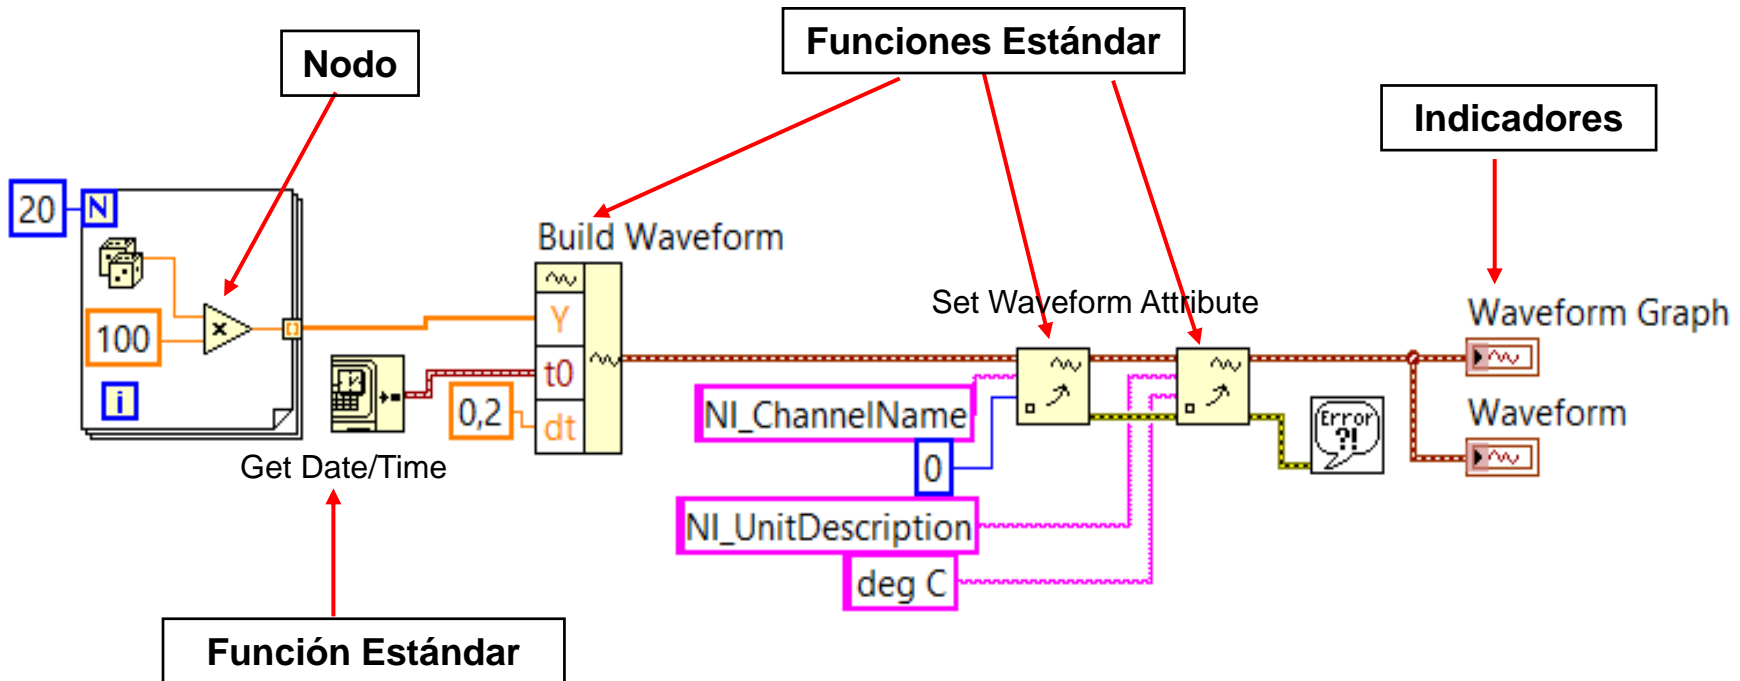 Nodo
Funciones Estándar
Indicadores
20
N
Build Waveform
100
i
Y
t0
dt
0,2
Get Date/Time
Set Waveform Attribute
NI_ChannelName
0
NI_UnitDescription
deg C
Error
?!
Waveform Graph
Waveform
Función Estándar